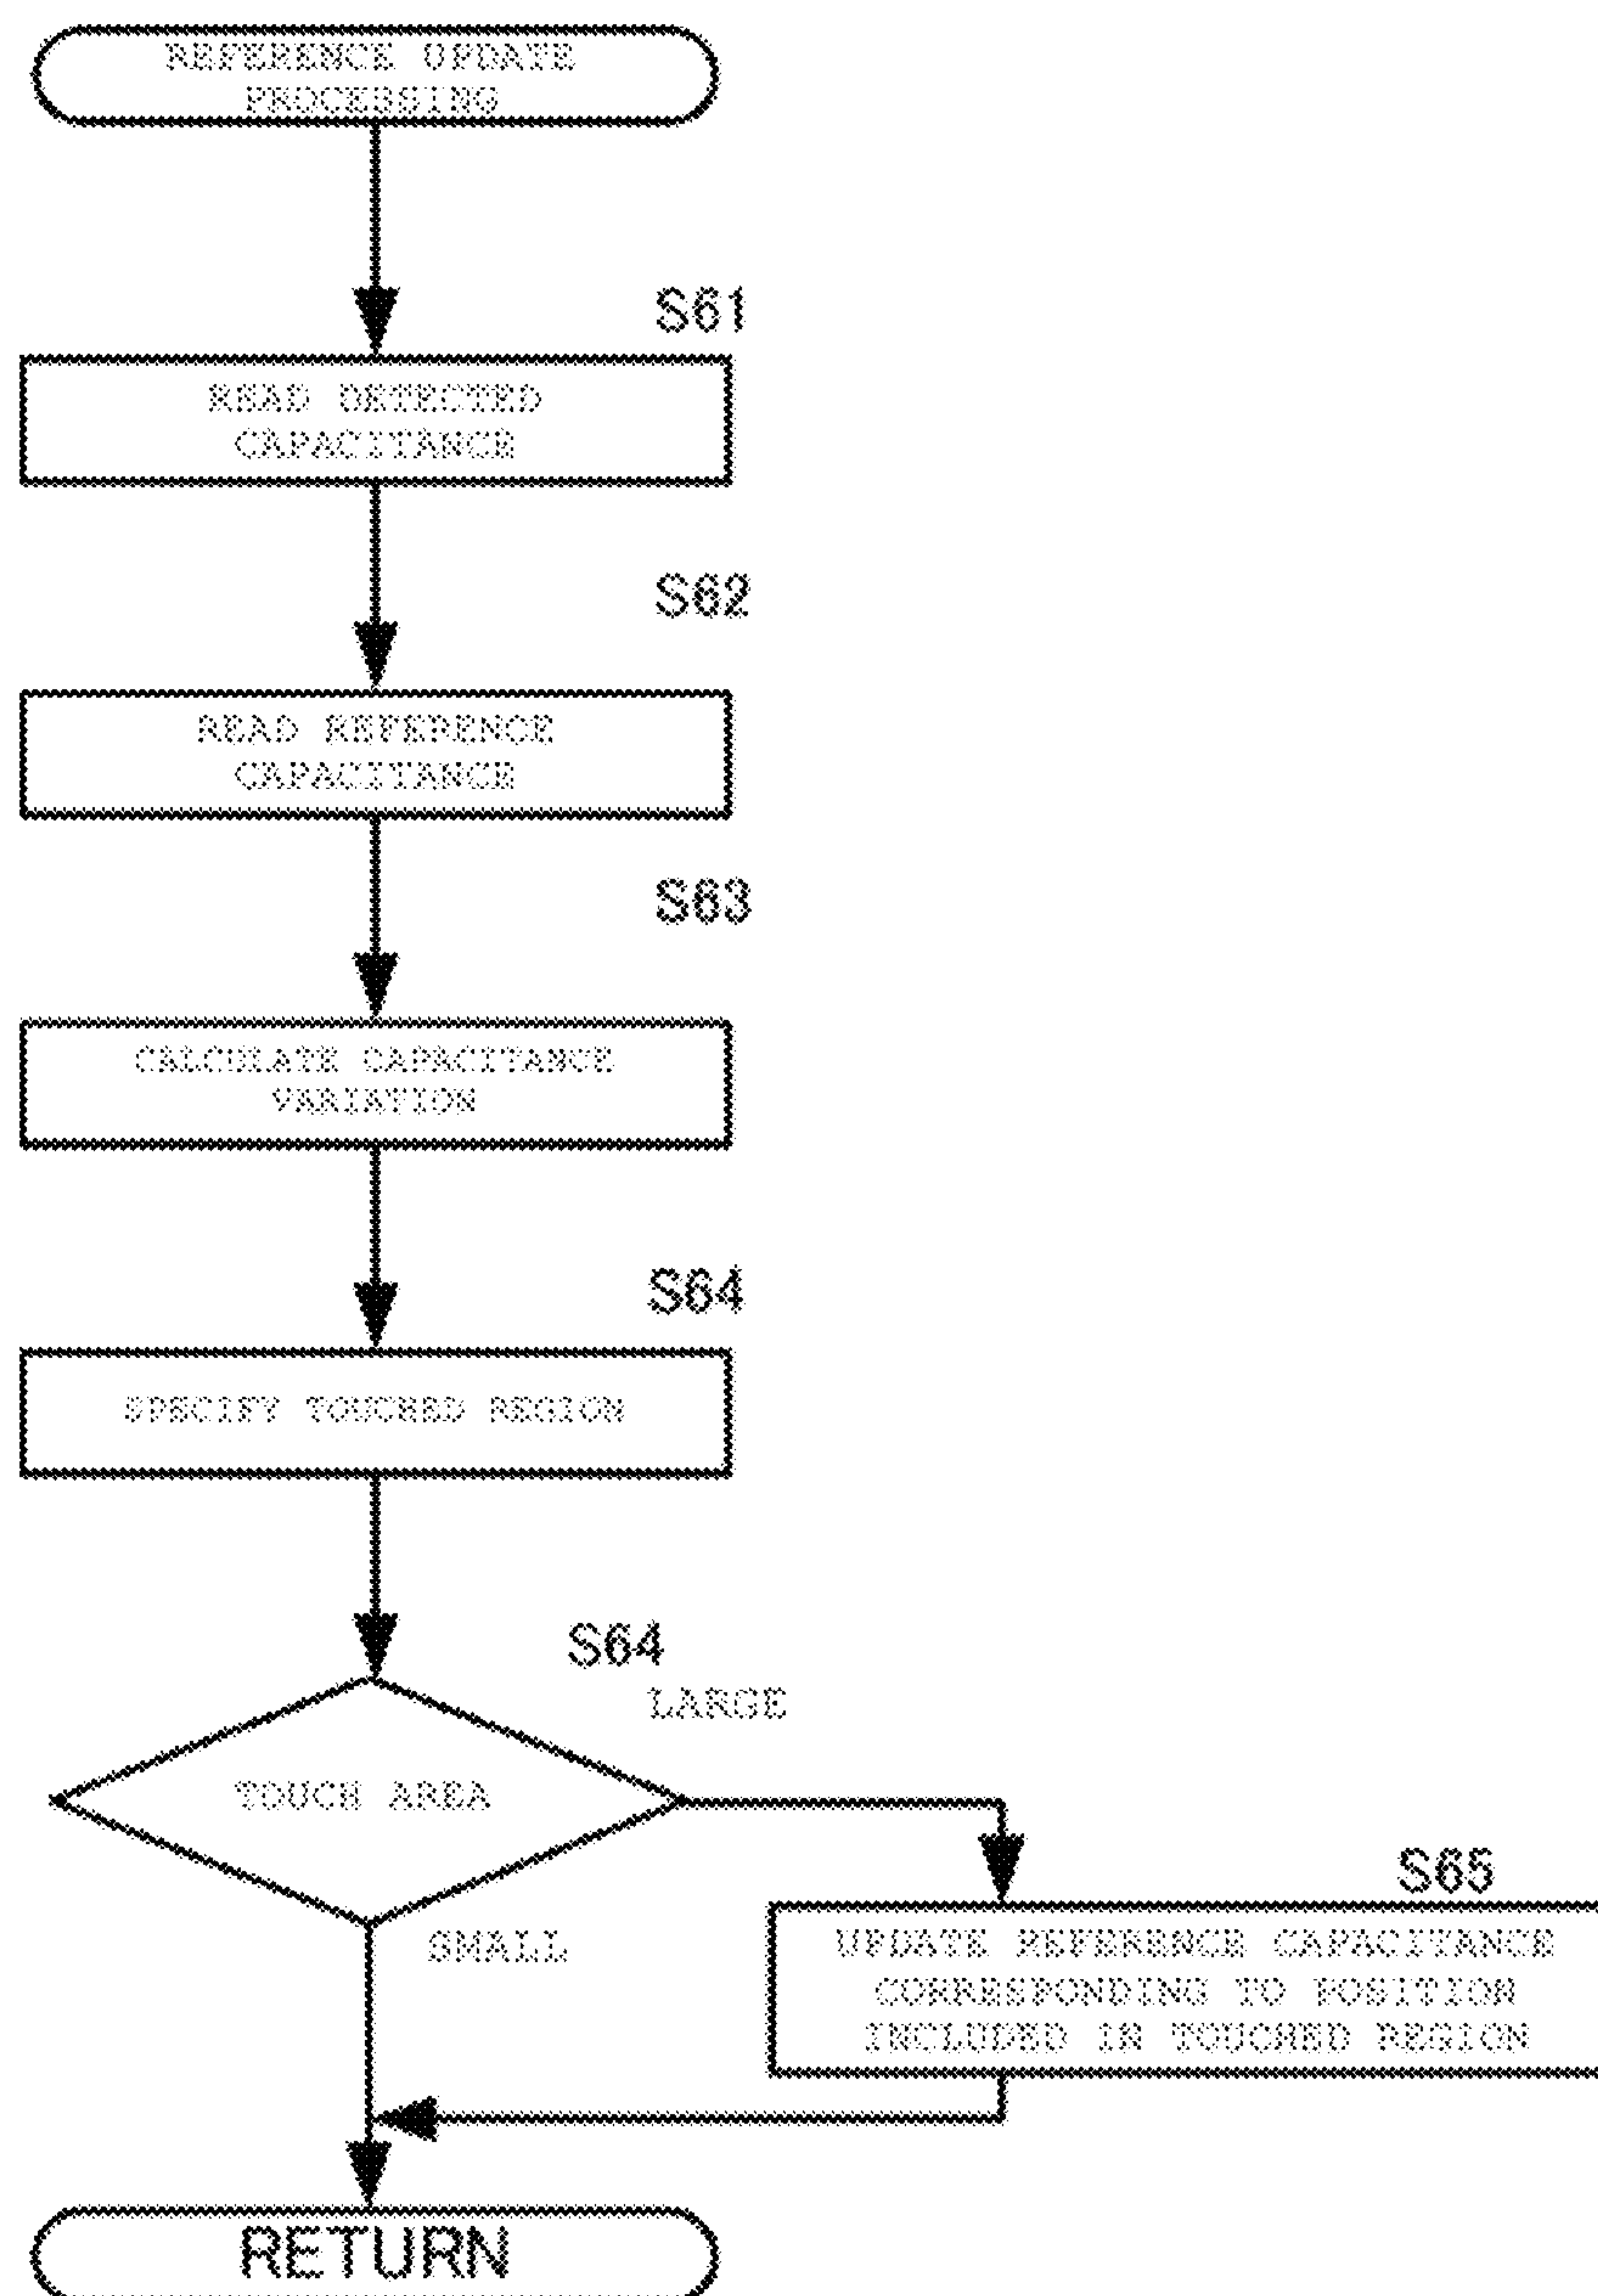 REFERENCE UPDATE
PROCESSING
S61
READ DETECTED
CAPACITANCE
S62
READ REFERENCE
CAPACITANCE
S63
CALCULATE CAPACITANCE
VARIATION
S64
SPECIFY TOUCHED REGION
S64
LARGE
TOUCH AREA
S65
UPDATE REFERENCE CAPACITANCE
CORRESPONDING TO POSITION
INCLUDED IN TOUCHED REGION
SMALL
RETURN